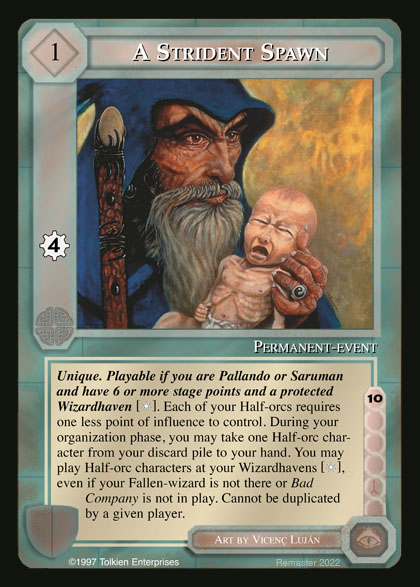 1
A Strident Spawn
4
Permanent-event
Unique. Playable if you are Pallando or Saruman
and have 6 or more stage points and a protected
Wizardhaven [☼]. Each of your Half-orcs requires
one less point of influence to control. During your
organization phase, you may take one Half-orc char-
acter from your discard pile to your hand. You may
play Half-orc characters at your Wizardhavens [☼],
even if your Fallen-wizard is not there or Bad
Company is not in play. Cannot be duplicated
by a given player.
10
Art by Vicenç Luján
©1997 Tolkien Enterprises
Remaster 2022